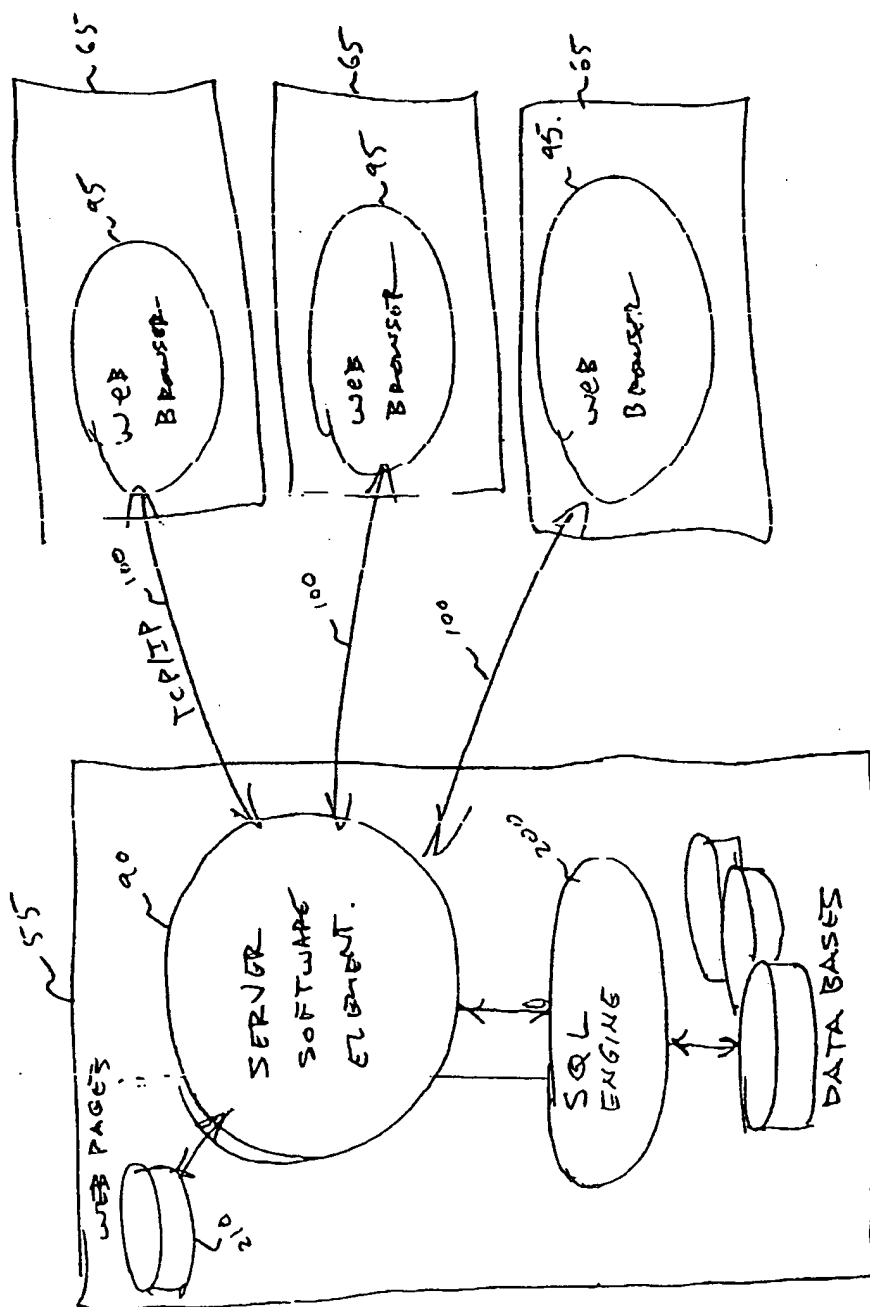 55
WEB PAGES
210
90
SERVER
SOFTWARE
ELEMENT.
200
SQL
ENGINE
DATA BASES
TCP/IP
100
100
100
65
95
WEB
BROWSER
65
95
WEB
BROWSER
65
95.
WEB
BROWSER